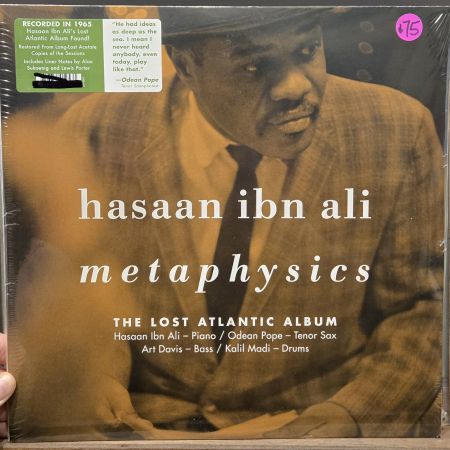 RECORDED IN 1965
Hasaan Ibn Ali's Lost
Atlantic Album Found!
Restored From Long-Lost Acetate
Copies of the Sessions
Includes Liner Notes by Alan
Sukoenig and Lewis Porter
"He had ideas
as deep as the
sea. I mean I
never heard
anybody, even
today, play
like that."
—Odean Pope
Tenor Saxophonist
$75
hasaan ibn ali
metaphysics
THE LOST ATLANTIC ALBUM
Hasaan Ibn Ali – Piano / Odean Pope – Tenor Sax
Art Davis – Bass / Kalil Madi – Drums